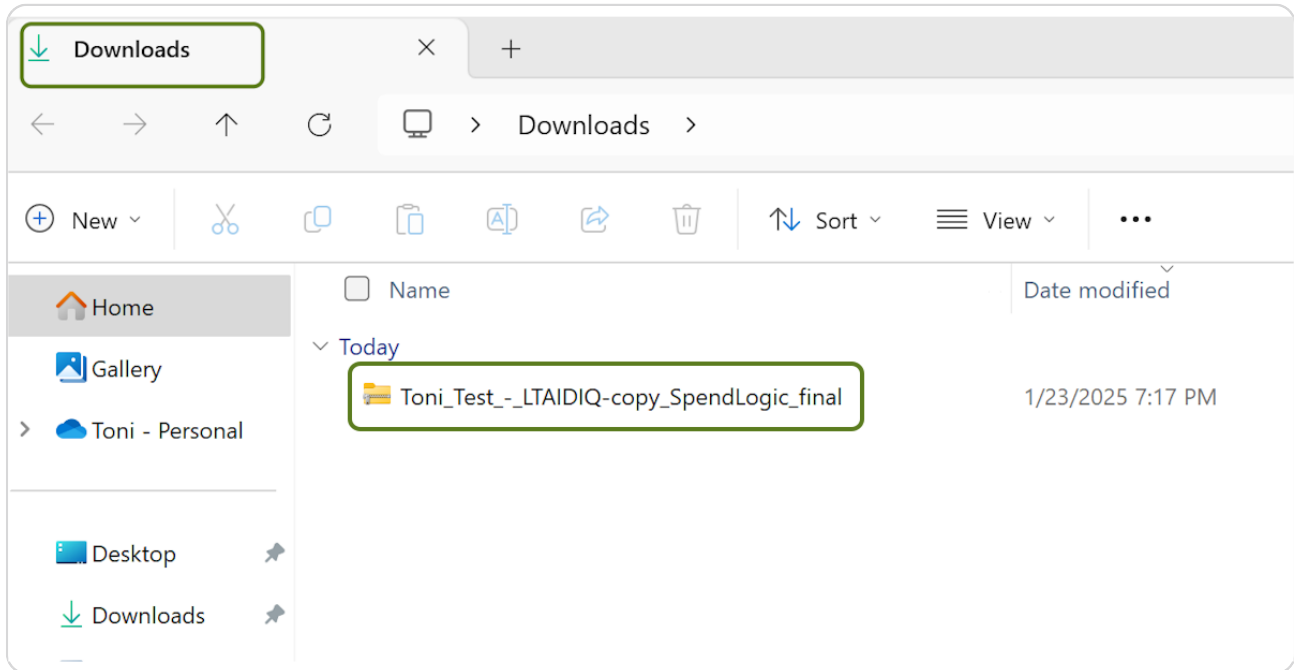 Downloads
Downloads
New
Sort
View
Name
Date modified
Home
Today
Gallery
Toni_Test_-_LTAIDIQ-copy_SpendLogic_final
1/23/2025 7:17 PM
Toni - Personal
Desktop
Downloads